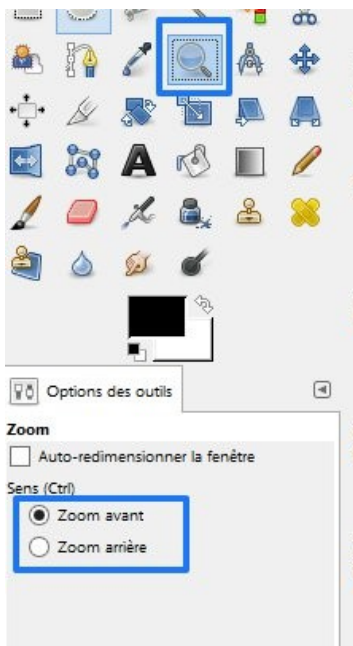 Options des outils
Zoom
Auto-redimensionner la fenêtre
Sens (Ctrl)
Zoom avant
Zoom arrière